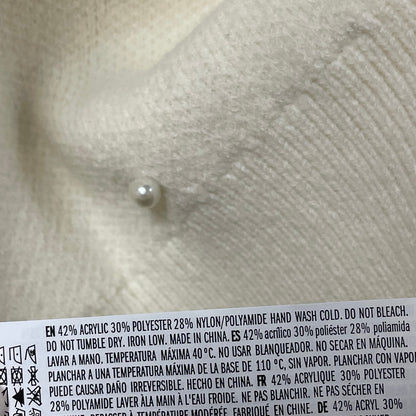 EN 42% ACRYLIC 30% POLYESTER 28% NYLON/POLYAMIDE HAND WASH COLD. DO NOT BLEACH.
DO NOT TUMBLE DRY. IRON LOW. MADE IN CHINA. ES 42% acrílico 30% poliéster 28% poliamida
LAVAR A MANO. TEMPERATURA MÁXIMA 40°C. NO USAR BLANQUEADOR. NO SECAR EN MÁQUINA.
PLANCHAR A UNA TEMPERATURA MÁXIMA DE LA BASE DE 110°C, SIN VAPOR. PLANCHAR CON VAPO
PUEDE CAUSAR DAÑO IRREVERSIBLE. HECHO EN CHINA. FR 42% ACRYLIQUE 30% POLYESTER
28% POLYAMIDE LAVER À LA MAIN À L'EAU FROIDE. NE PAS BLANCHIR. NE PAS SÉCHER EN
TEMPÉRATURE MODÉRÉE. FABRIQUÉ EN CHINE. DE 42% ACRYL 30%